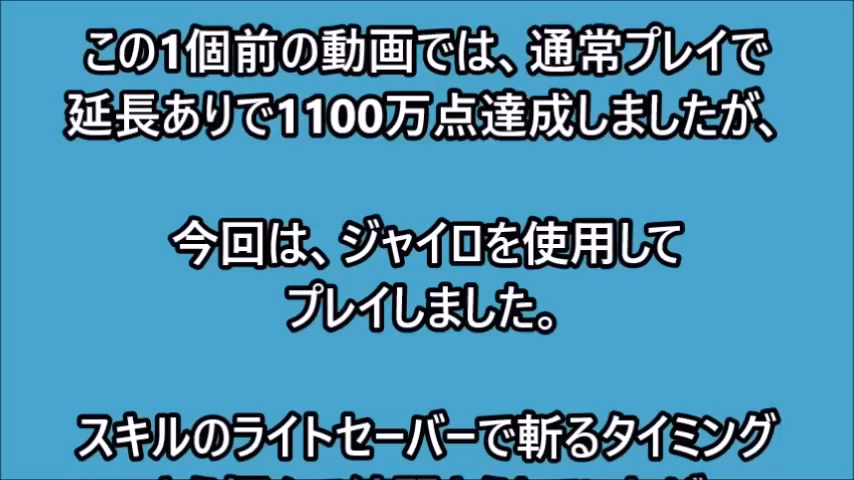 この1個前の動画では、通常プレイで
延長ありで1100万点達成しましたが、
今回は、ジャイロを使用して
プレイしました。
スキルのライトセーバーで斬るタイミング